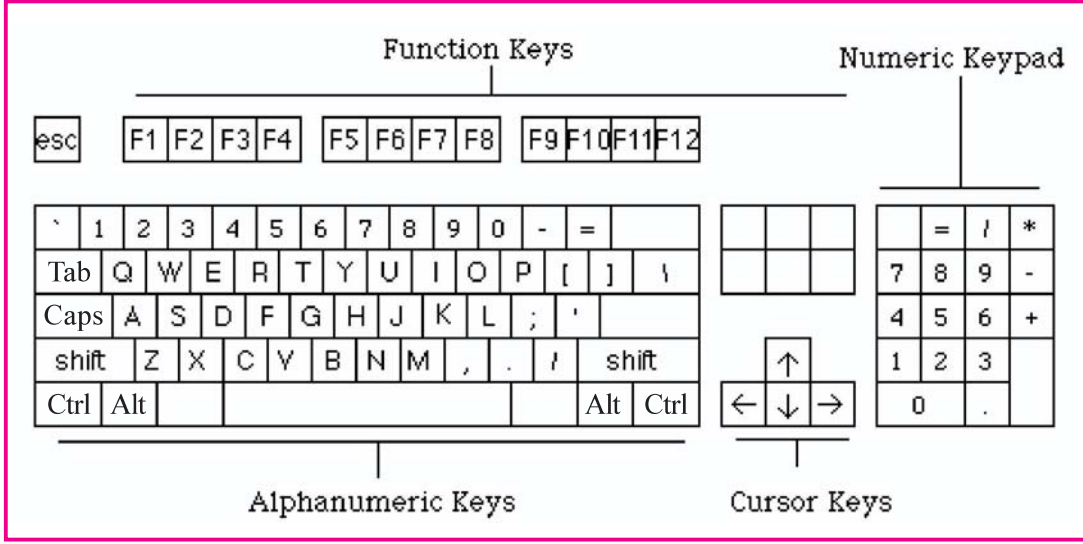 Function Keys
Numeric Keypad
esc F1 F2 F3 F4 F5 F6 F7 F8 F9 F10 F11 F12
` 1 2 3 4 5 6 7 8 9 0 - = = / *
Tab Q W E R T Y U I O P [ ] \ 7 8 9 -
Caps A S D F G H J K L ; ' 4 5 6 +
shift Z X C V B N M , . / shift ↑ 1 2 3
Ctrl Alt Alt Ctrl ← ↓ → 0 .
Alphanumeric Keys
Cursor Keys